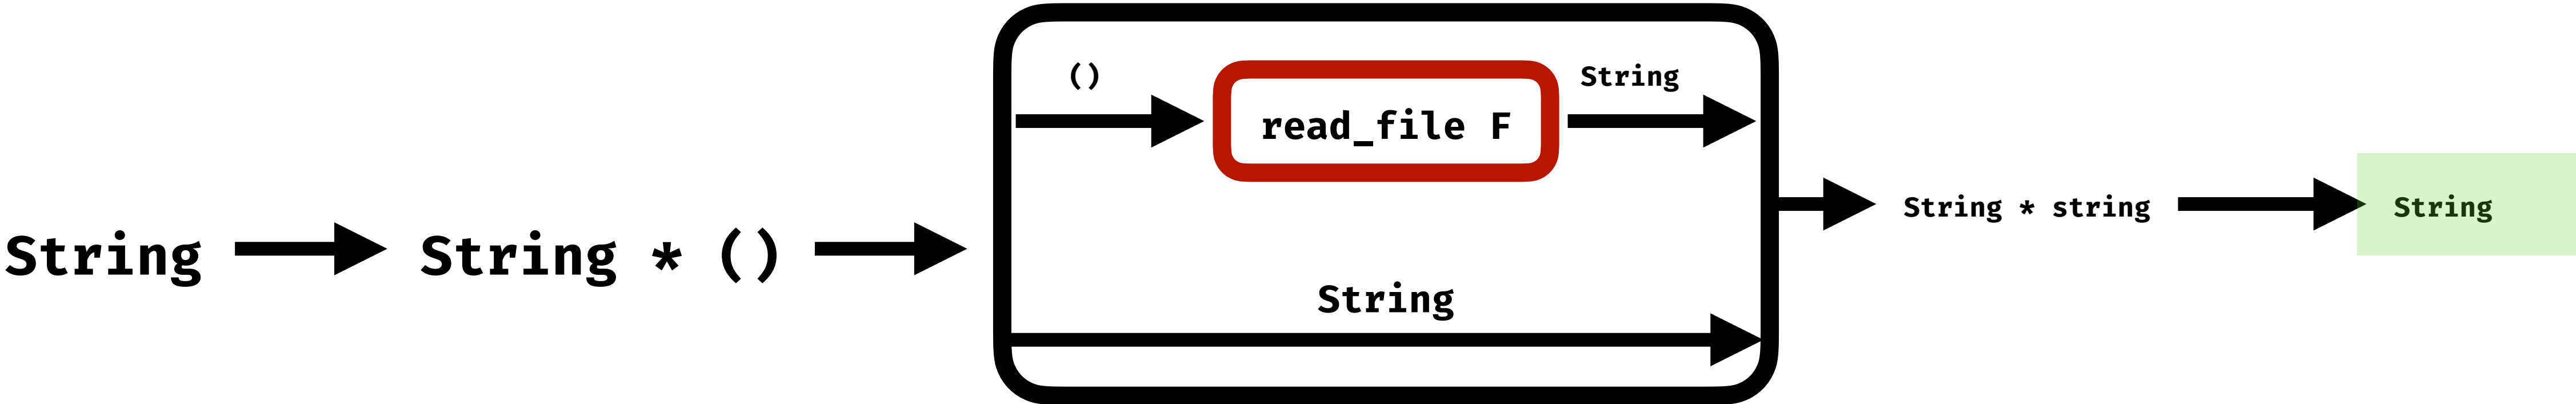 String
String * ()
()
read_file F
String
String
String * string
String